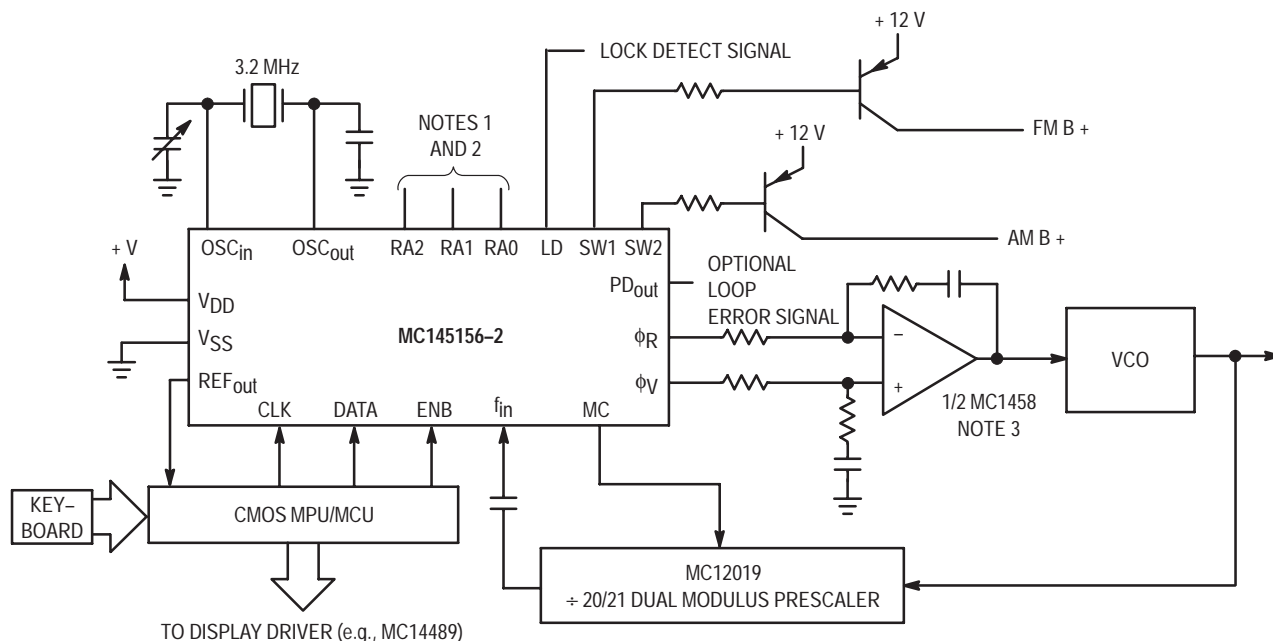 + 12 V
LOCK DETECT SIGNAL
3.2 MHz
NOTES 1
AND 2
FM B +
+ 12 V
AM B +
+ V
OSCin
OSCout
RA2
RA1
RA0
LD
SW1
SW2
VDD
PDout
OPTIONAL
LOOP
ERROR SIGNAL
VSS
MC145156–2
ϕR
–
VCO
REFout
ϕV
+
CLK
DATA
ENB
fin
MC
1/2 MC1458
NOTE 3
KEY–
BOARD
CMOS MPU/MCU
MC12019
÷ 20/21 DUAL MODULUS PRESCALER
TO DISPLAY DRIVER (e.g., MC14489)